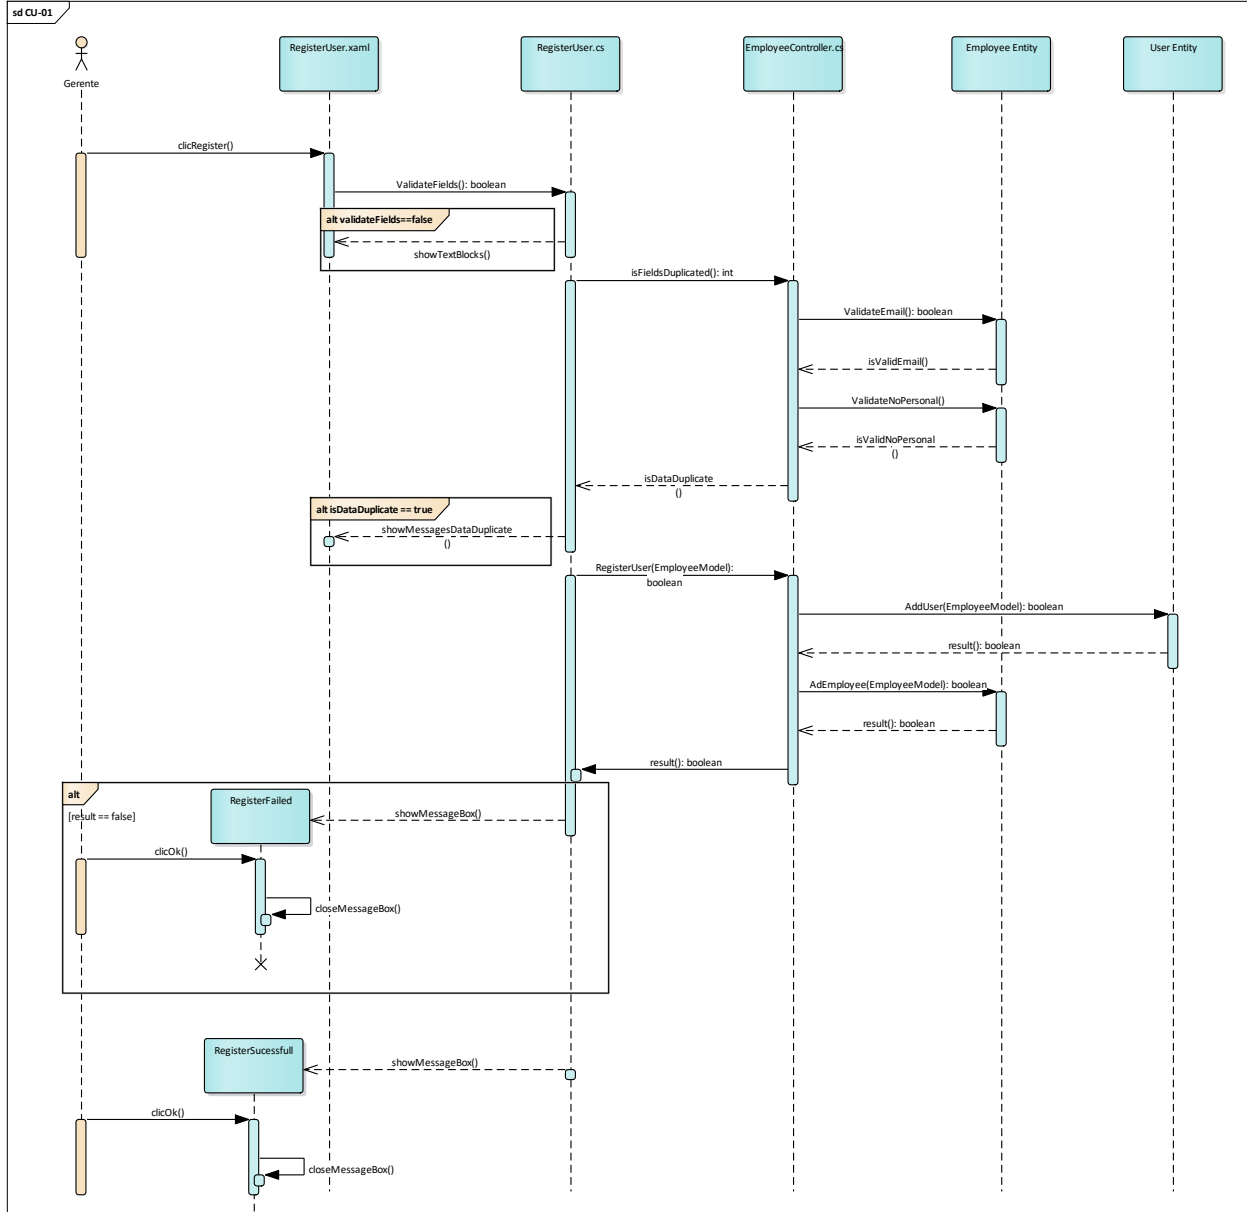 sd CU-01
RegisterUser.xaml
RegisterUser.cs
EmployeeController.cs
Employee Entity
User Entity
Gerente
clicRegister()
ValidateFields(): boolean
alt validateFields==false
showTextBlocks()
isFieldsDuplicated(): int
ValidateEmail(): boolean
isValidEmail()
ValidateNoPersonal()
isValidNoPersonal
()
isDataDuplicate
()
alt isDataDuplicate == true
showMessagesDataDuplicate
()
RegisterUser(EmployeeModel):
boolean
AddUser(EmployeeModel): boolean
result(): boolean
AdEmployee(EmployeeModel): boolean
result(): boolean
result(): boolean
alt
RegisterFailed
[result == false]
showMessageBox()
clicOk()
closeMessageBox()
RegisterSucessfull
showMessageBox()
clicOk()
closeMessageBox()